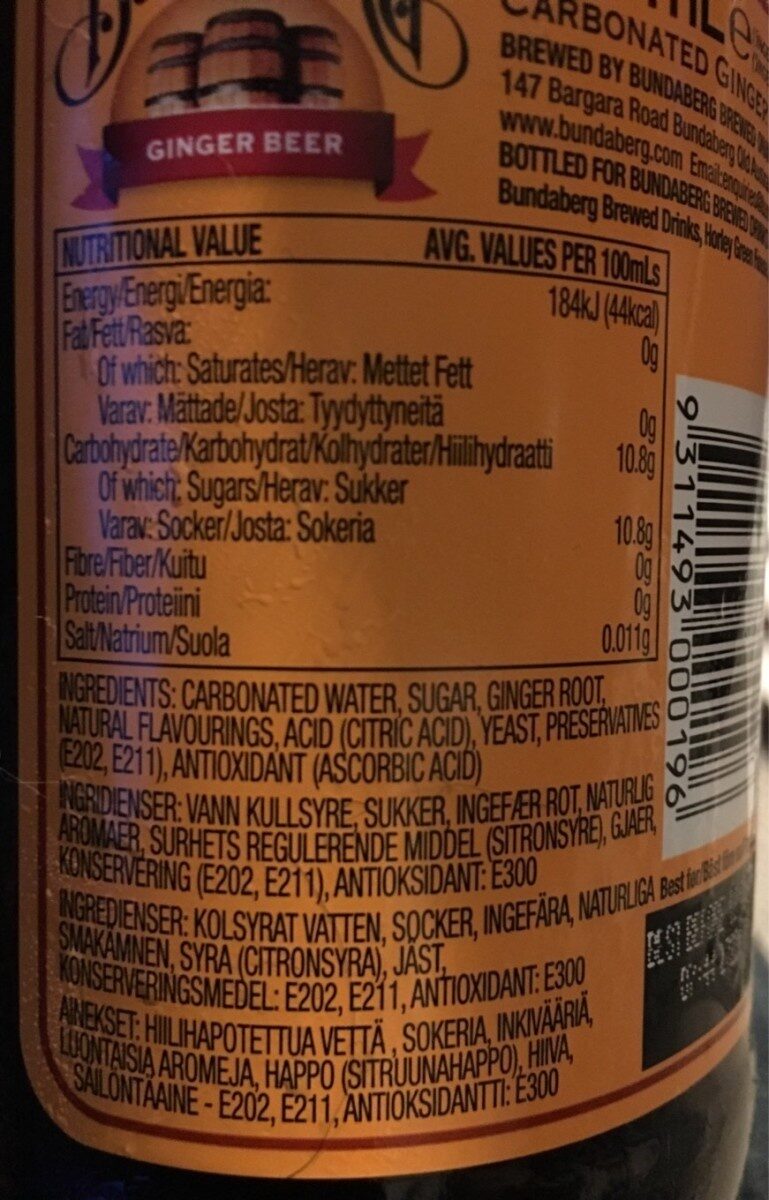 GINGER BEER
CARBONATED GINGER
BREWED BY BUNDABERG BREWED
147 Bargara Road Bundaberg Qld
www.bundaberg.com
BOTTLED FOR BUNDABERG BREWED
Bundaberg Brewed Drinks, Horley Green
NUTRITIONAL VALUE AVG. VALUES PER 100mLs
Energy/Energi/Energia: 184kJ (44kcal)
Fat/Fett/Rasva: 0g
Of which: Saturates/Herav: Mettet Fett
Varav: Mättade/Josta: Tyydyttyneitä 0g
Carbohydrate/Karbohydrat/Kolhydrater/Hiilihydraatti 10.8g
Of which: Sugars/Herav: Sukker
Varav: Socker/Josta: Sokeria 10.8g
Fibre/Fiber/Kuitu 0g
Protein/Proteiini 0g
Salt/Natrium/Suola 0.011g
INGREDIENTS: CARBONATED WATER, SUGAR, GINGER ROOT,
NATURAL FLAVOURINGS, ACID (CITRIC ACID), YEAST, PRESERVATIVES
(E202, E211), ANTIOXIDANT (ASCORBIC ACID)
INGRIDIENSER: VANN KULLSYRE, SUKKER, INGEFÆR ROT, NATURLIG
AROMAER, SURHETS REGULERENDE MIDDEL (SITRONSYRE), GJAER,
KONSERVERING (E202, E211), ANTIOKSIDANT: E300
INGREDIENSER: KOLSYRAT VATTEN, SOCKER, INGEFÄRA, NATURLIGA
SMAKÄMNEN, SYRA (CITRONSYRA), JÄST,
KONSERVERINGSMEDEL: E202, E211, ANTIOXIDANT: E300
AINEKSET: HIILIHAPOTETTUA VETTÄ, SOKERIA, INKIVÄÄRIÄ,
LUONTAISIA AROMEJA, HAPPO (SITRUUNAHAPPO), HIIVA,
SÄILÖNTÄAINE - E202, E211, ANTIOKSIDANTTI: E300
9 311493 000196
Best for/Bäst